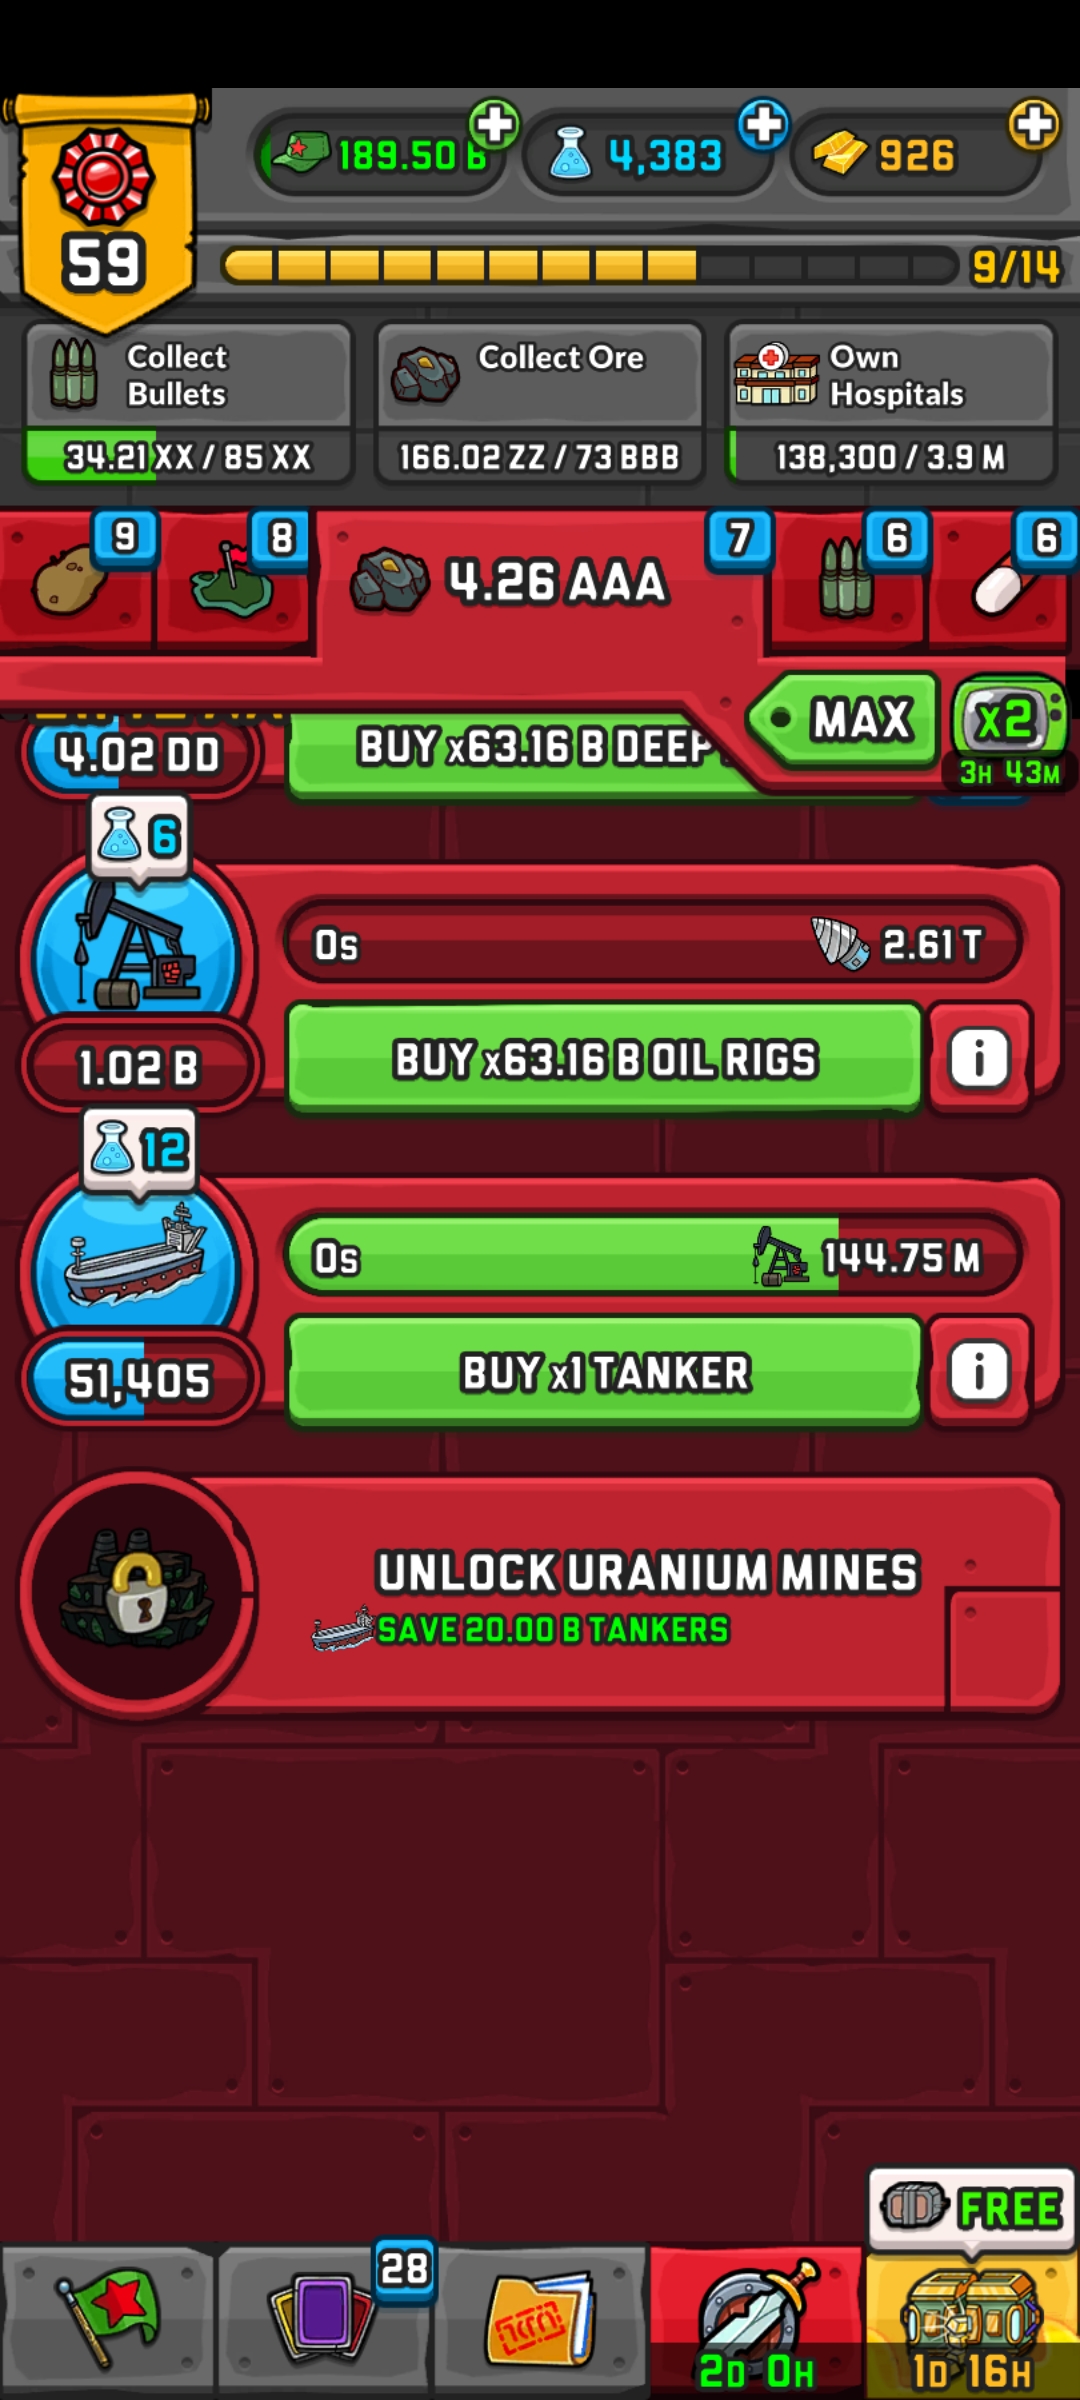 189.50 B
4,383
926
59
9/14
Collect
Bullets
34.21 XX / 85 XX
Collect Ore
166.02 ZZ / 73 BBB
Own
Hospitals
138,300 / 3.9 M
9
8
4.26 AAA
7
6
6
MAX
x2
3H 43M
4.02 DD
BUY x63.16 B DEEP
6
0s
2.61 T
1.02 B
BUY x63.16 B OIL RIGS
i
12
0s
144.75 M
51,405
BUY x1 TANKER
i
UNLOCK URANIUM MINES
SAVE 20.00 B TANKERS
FREE
28
2D 0H
1D 16H